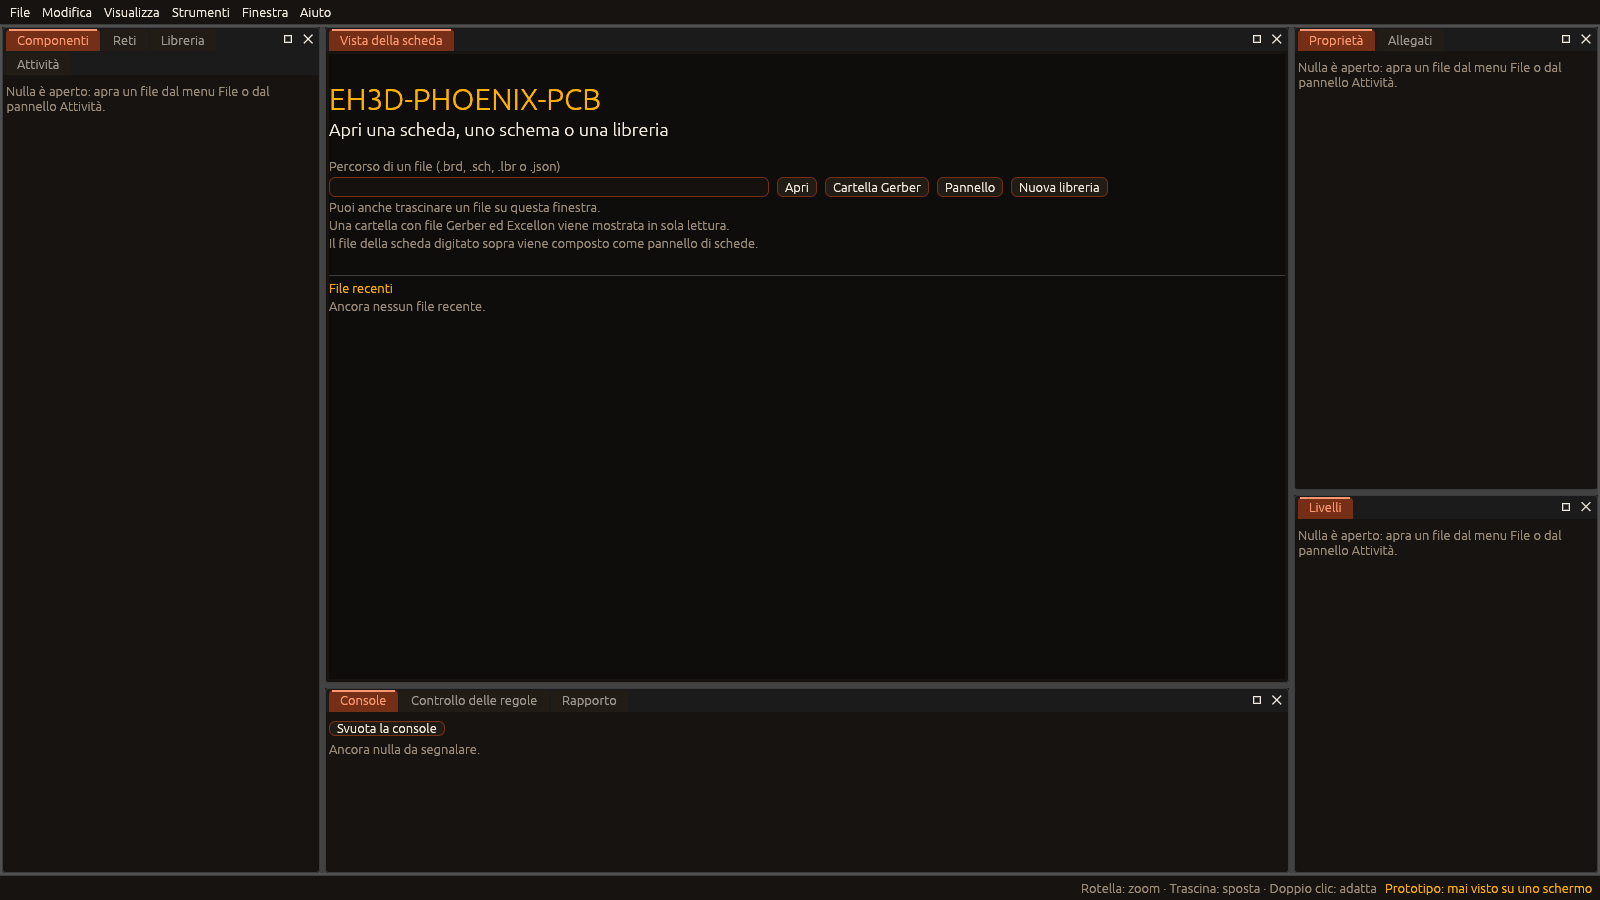 File Modifica Visualizza Strumenti Finestra Aiuto
Componenti Reti Libreria
Attività
Nulla è aperto: apra un file dal menu File o dal
pannello Attività.
Vista della scheda
EH3D-PHOENIX-PCB
Apri una scheda, uno schema o una libreria
Percorso di un file (.brd, .sch, .lbr o .json)
Apri Cartella Gerber Pannello Nuova libreria
Puoi anche trascinare un file su questa finestra.
Una cartella con file Gerber ed Excellon viene mostrata in sola lettura.
Il file della scheda digitato sopra viene composto come pannello di schede.
File recenti
Ancora nessun file recente.
Console Controllo delle regole Rapporto
Svuota la console
Ancora nulla da segnalare.
Proprietà Allegati
Nulla è aperto: apra un file dal menu File o dal
pannello Attività.
Livelli
Nulla è aperto: apra un file dal menu File o dal
pannello Attività.
Rotella: zoom · Trascina: sposta · Doppio clic: adatta Prototipo: mai visto su uno schermo